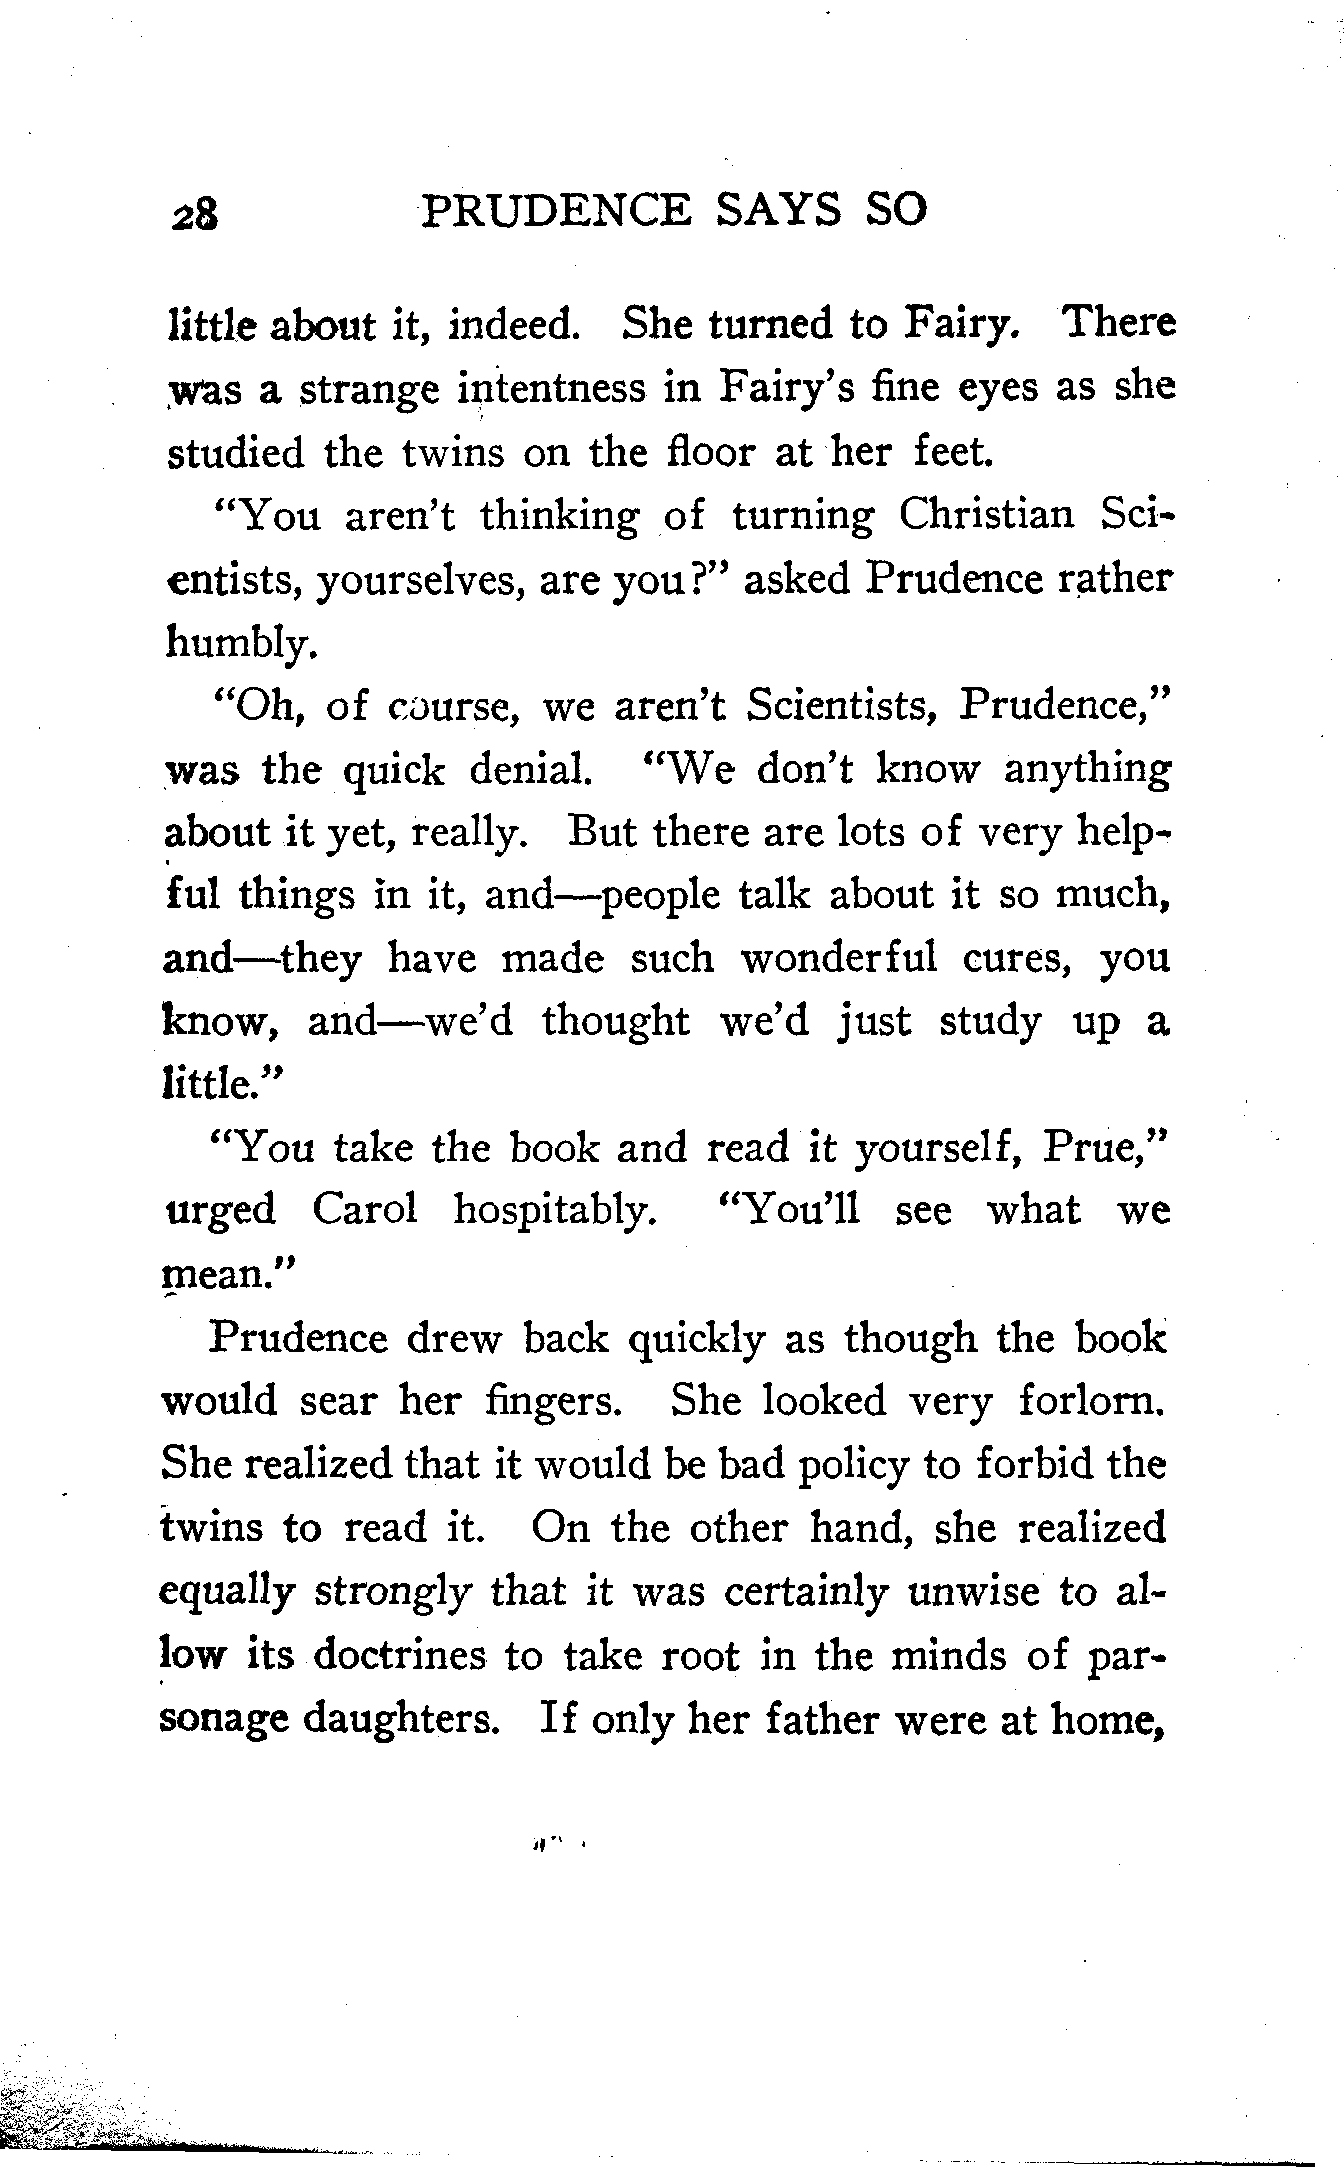 28 PRUDENCE SAYS SO
little about it, indeed. She turned to Fairy. There
was a strange intentness in Fairy's fine eyes as she
studied the twins on the floor at her feet.
"You aren't thinking of turning Christian Sci-
entists, yourselves, are you?" asked Prudence rather
humbly.
"Oh, of course, we aren't Scientists, Prudence,"
was the quick denial. "We don't know anything
about it yet, really. But there are lots of very help-
ful things in it, and—people talk about it so much,
and—they have made such wonderful cures, you
know, and—we'd thought we'd just study up a
little."
"You take the book and read it yourself, Prue,"
urged Carol hospitably. "You'll see what we
mean."
Prudence drew back quickly as though the book
would sear her fingers. She looked very forlorn.
She realized that it would be bad policy to forbid the
twins to read it. On the other hand, she realized
equally strongly that it was certainly unwise to al-
low its doctrines to take root in the minds of par-
sonage daughters. If only her father were at home,